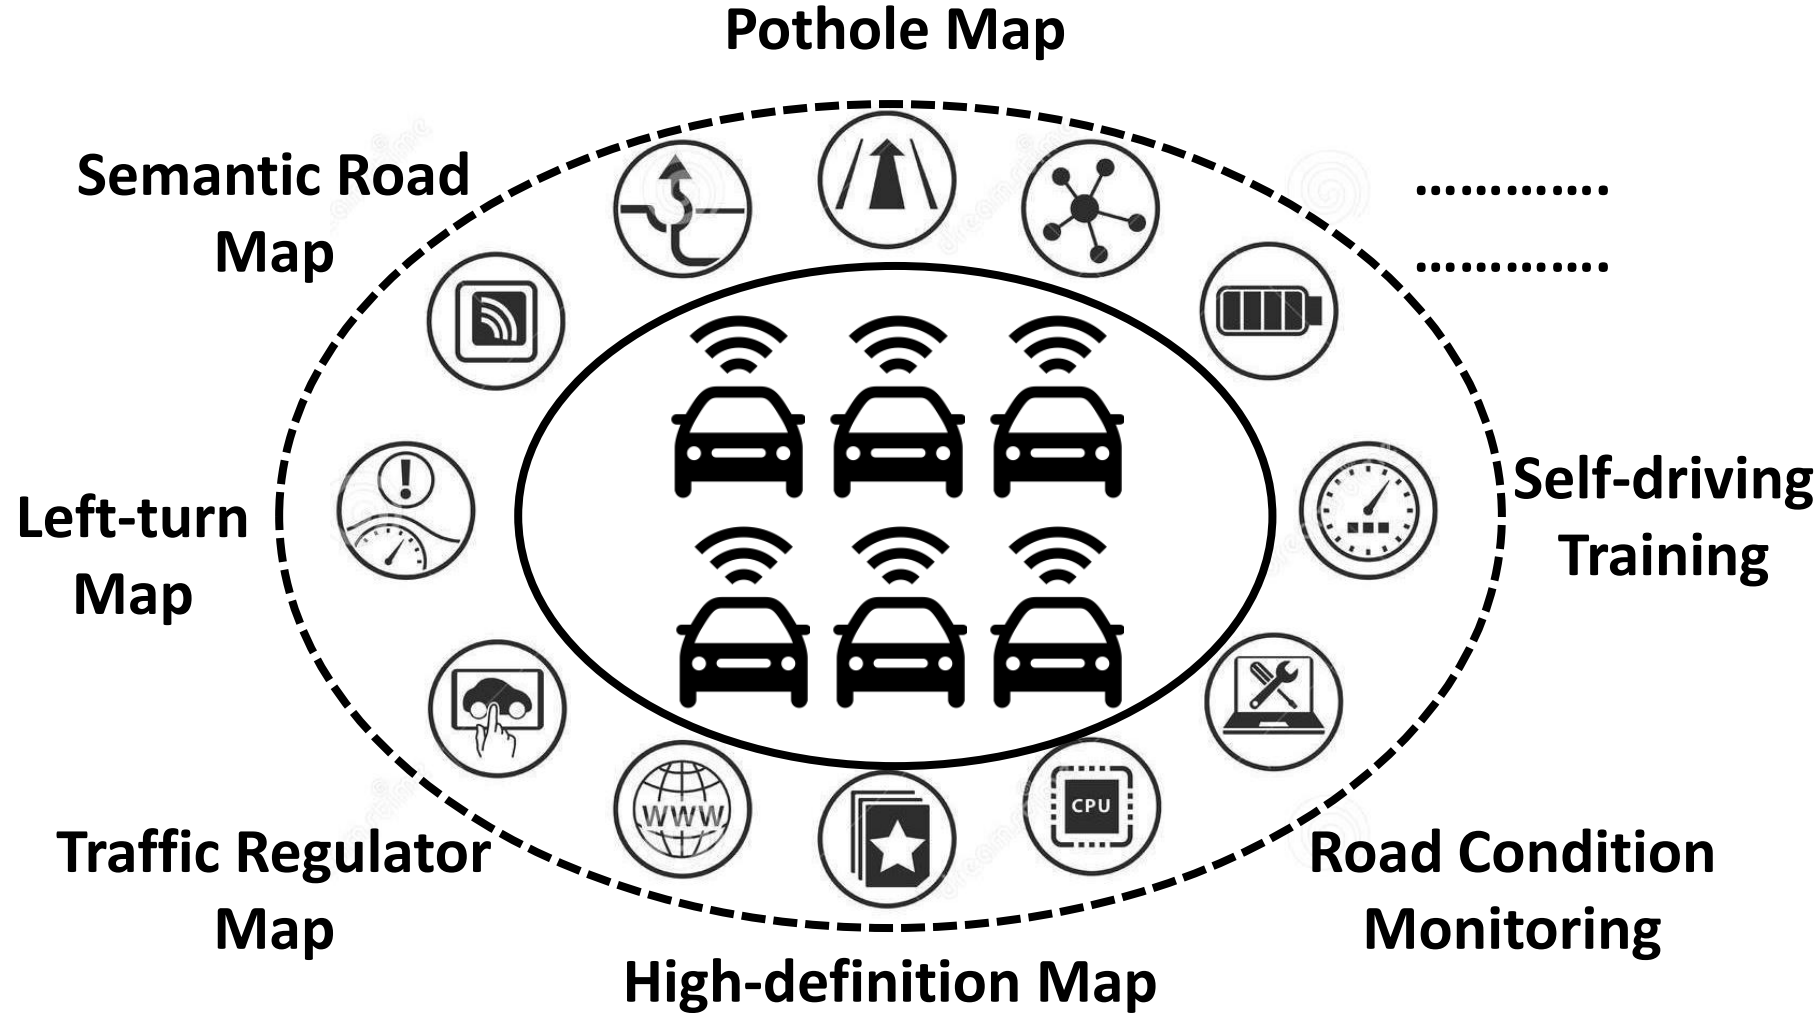 Pothole Map
Semantic Road
Map
.............
.............
Left-turn
Map
Self-driving
Training
WWW
CPU
Traffic Regulator
Map
Road Condition
Monitoring
High-definition Map